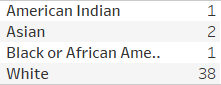 American Indian 1
Asian 2
Black or African Ame.. 1
White 38